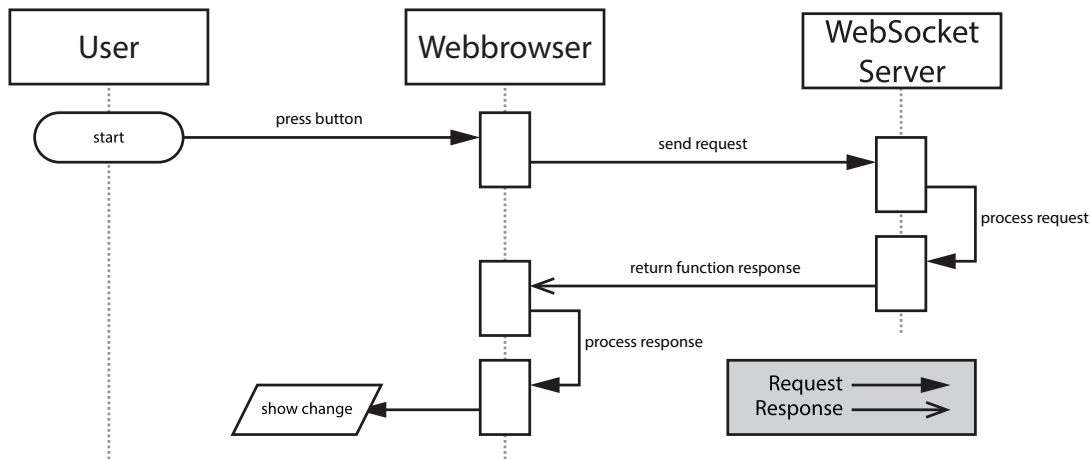 User
Webbrowser
WebSocket
Server
start
press button
send request
process request
return function response
process response
show change
Request
Response